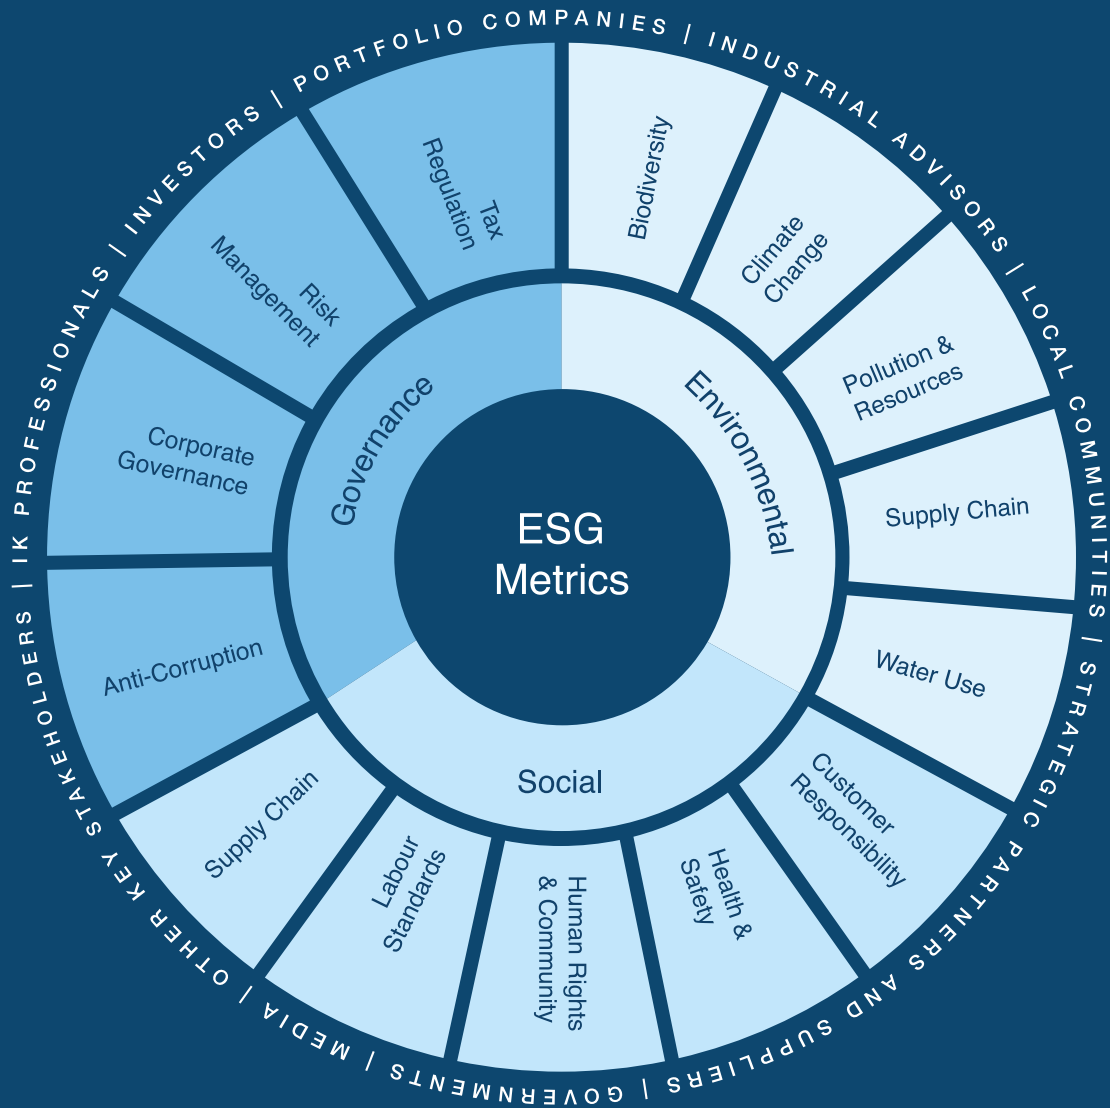 PORTFOLIO COMPANIES | INDUSTRIAL ADVISORS | LOCAL COMMUNITIES | STRATEGIC PARTNERS AND SUPPLIERS | GOVERNMENTS | MEDIA | OTHER KEY STAKEHOLDERS | IK PROFESSIONALS | INVESTORS |
ESG
Metrics
Environmental
Biodiversity
Climate
Change
Pollution &
Resources
Supply Chain
Water Use
Social
Customer
Responsibility
Health &
Safety
Human Rights
& Community
Labour
Standards
Supply Chain
Governance
Anti-Corruption
Corporate
Governance
Risk
Management
Tax
Regulation